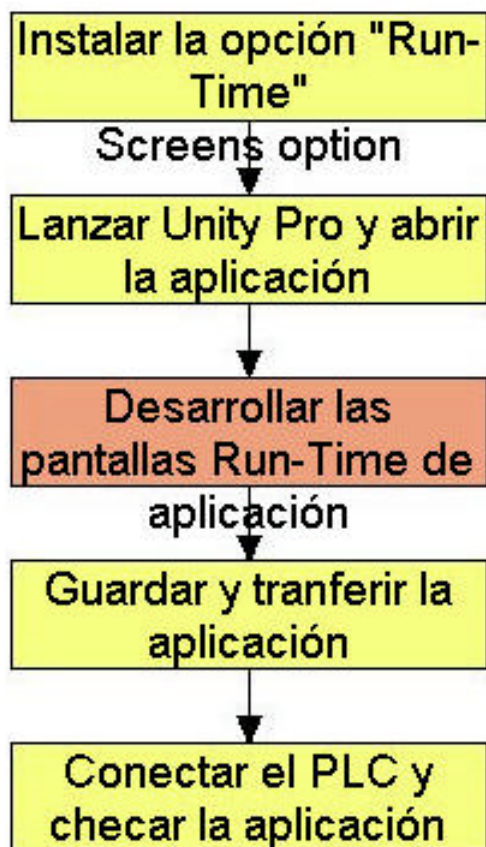 Instalar la opción "Run-
Time"
Screens option
Lanzar Unity Pro y abrir
la aplicación
Desarrollar las
pantallas Run-Time de
aplicación
Guardar y tranferir la
aplicación
Conectar el PLC y
checar la aplicación